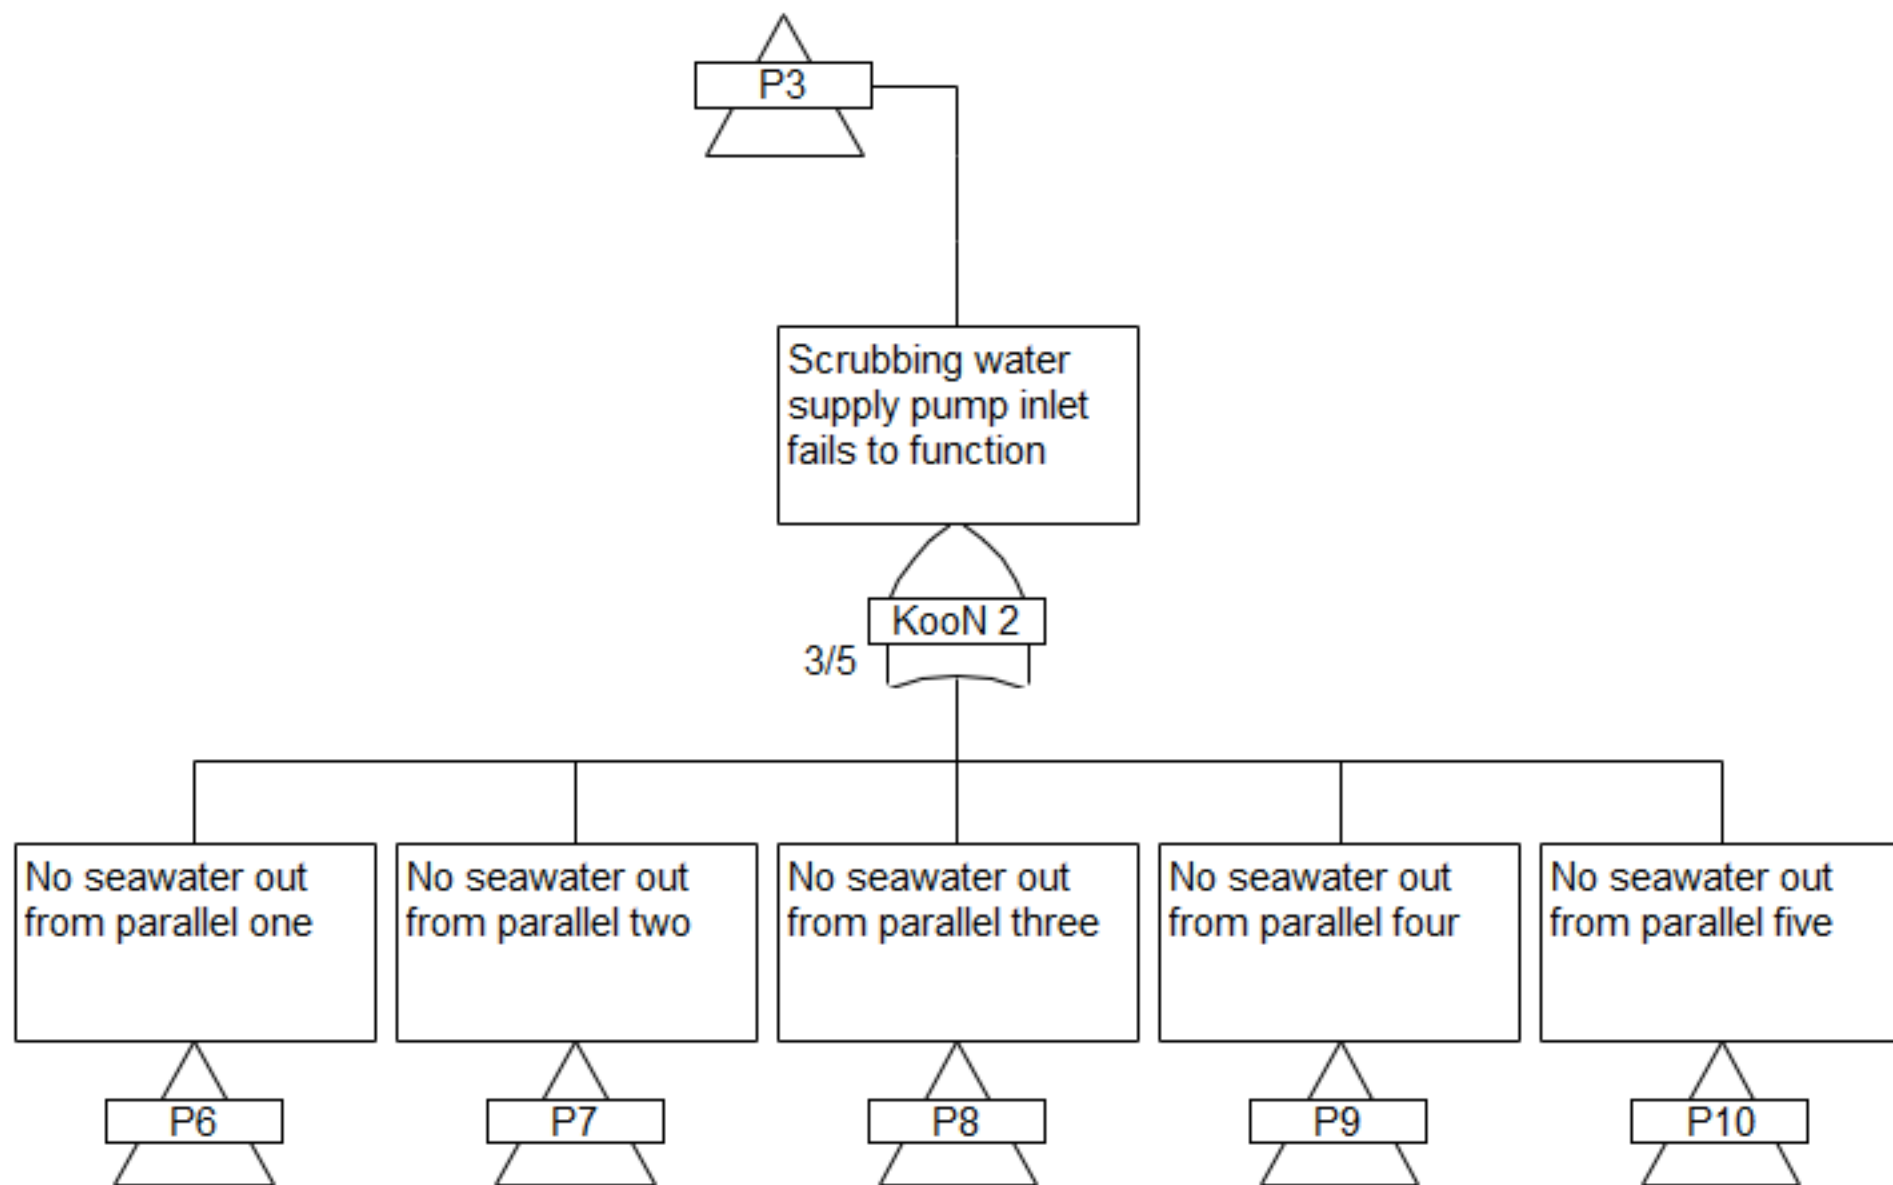 P3
Scrubbing water
supply pump inlet
fails to function
KooN 2
3/5
No seawater out
from parallel one
No seawater out
from parallel two
No seawater out
from parallel three
No seawater out
from parallel four
No seawater out
from parallel five
P6
P7
P8
P9
P10